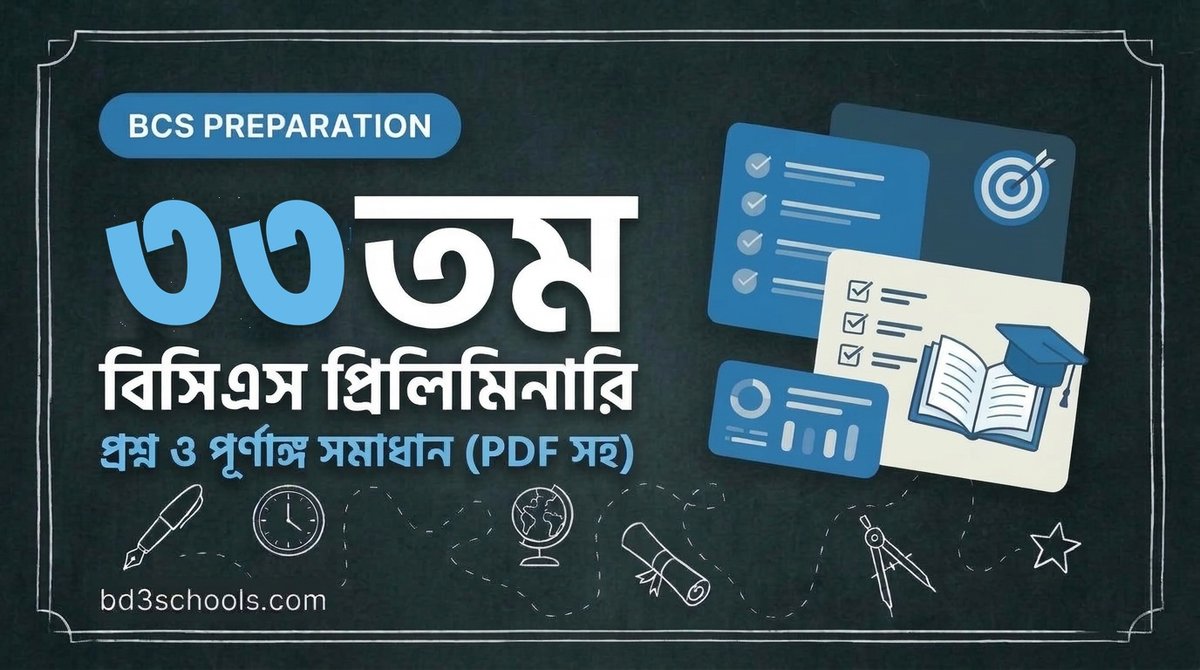 BCS PREPARATION
৩৩তম
বিসিএস প্রিলিমিনারি
প্রশ্ন ও পূর্ণাঙ্গ সমাধান (PDF সহ)
bd3schools.com